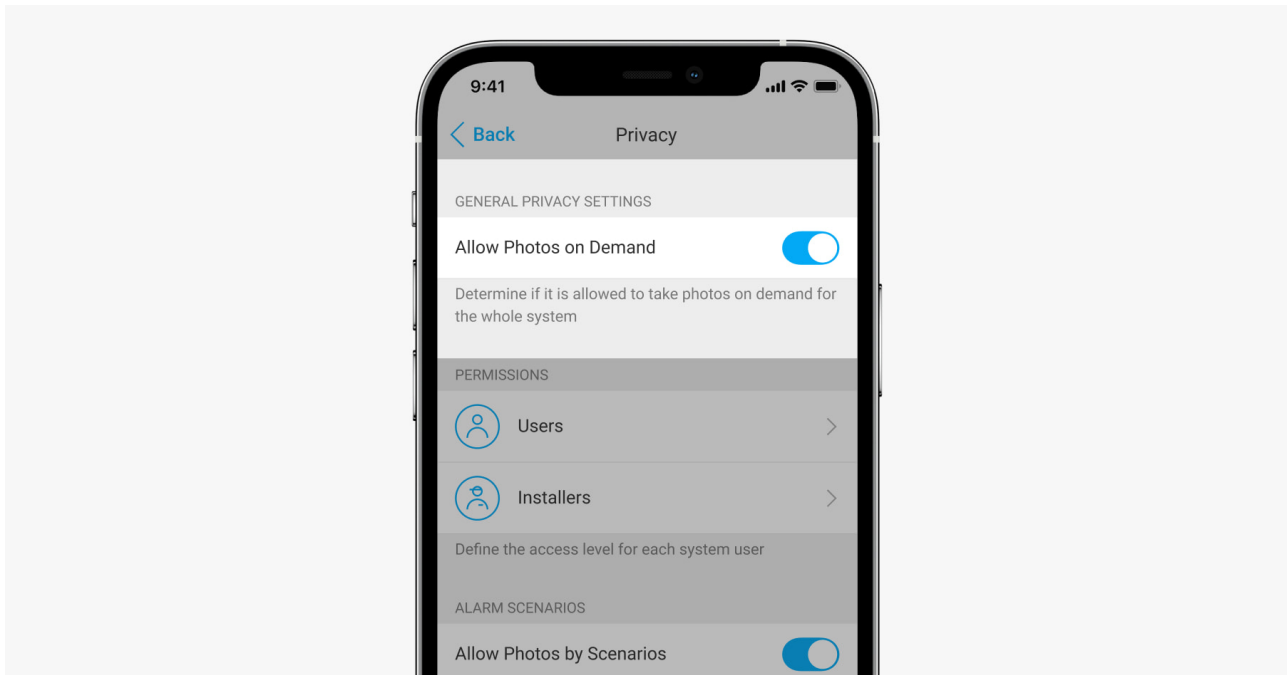 9:41
Back
Privacy
GENERAL PRIVACY SETTINGS
Allow Photos on Demand
Determine if it is allowed to take photos on demand for
the whole system
PERMISSIONS
Users
Installers
Define the access level for each system user
ALARM SCENARIOS
Allow Photos by Scenarios